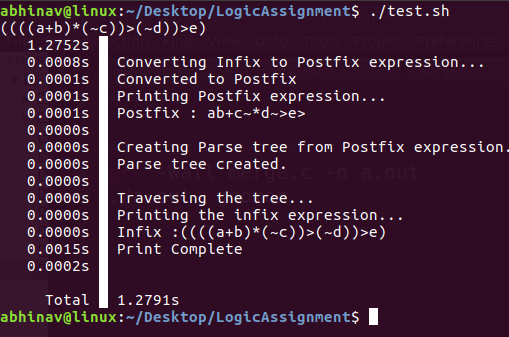 abhinav@linux:~/Desktop/LogicAssignment$ ./test.sh
((((a+b)*(~c))>(~d))>e)
1.2752s
0.0008s Converting Infix to Postfix expression...
0.0001s Converted to Postfix
0.0001s Printing Postfix expression...
0.0001s Postfix : ab+c~*d~>e>
0.0000s
0.0000s Creating Parse tree from Postfix expression.
0.0000s Parse tree created.
0.0000s
0.0000s Traversing the tree...
0.0000s Printing the infix expression...
0.0000s Infix :((((a+b)*(~c))>(~d))>e)
0.0015s Print Complete
0.0002s
Total 1.2791s
abhinav@linux:~/Desktop/LogicAssignment$